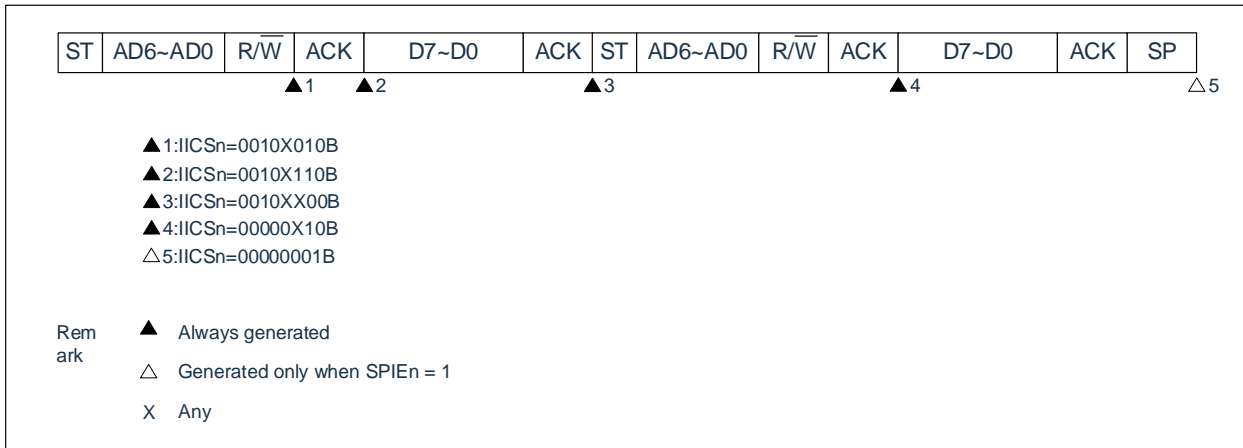 ST AD6~AD0 R/W ACK D7~D0 ACK ST AD6~AD0 R/W ACK D7~D0 ACK SP
▲1 ▲2 ▲3 ▲4 △5
▲1:IICSn=0010X010B
▲2:IICSn=0010X110B
▲3:IICSn=0010XX00B
▲4:IICSn=00000X10B
△5:IICSn=00000001B
Rem
ark
▲ Always generated
△ Generated only when SPIEn = 1
X Any